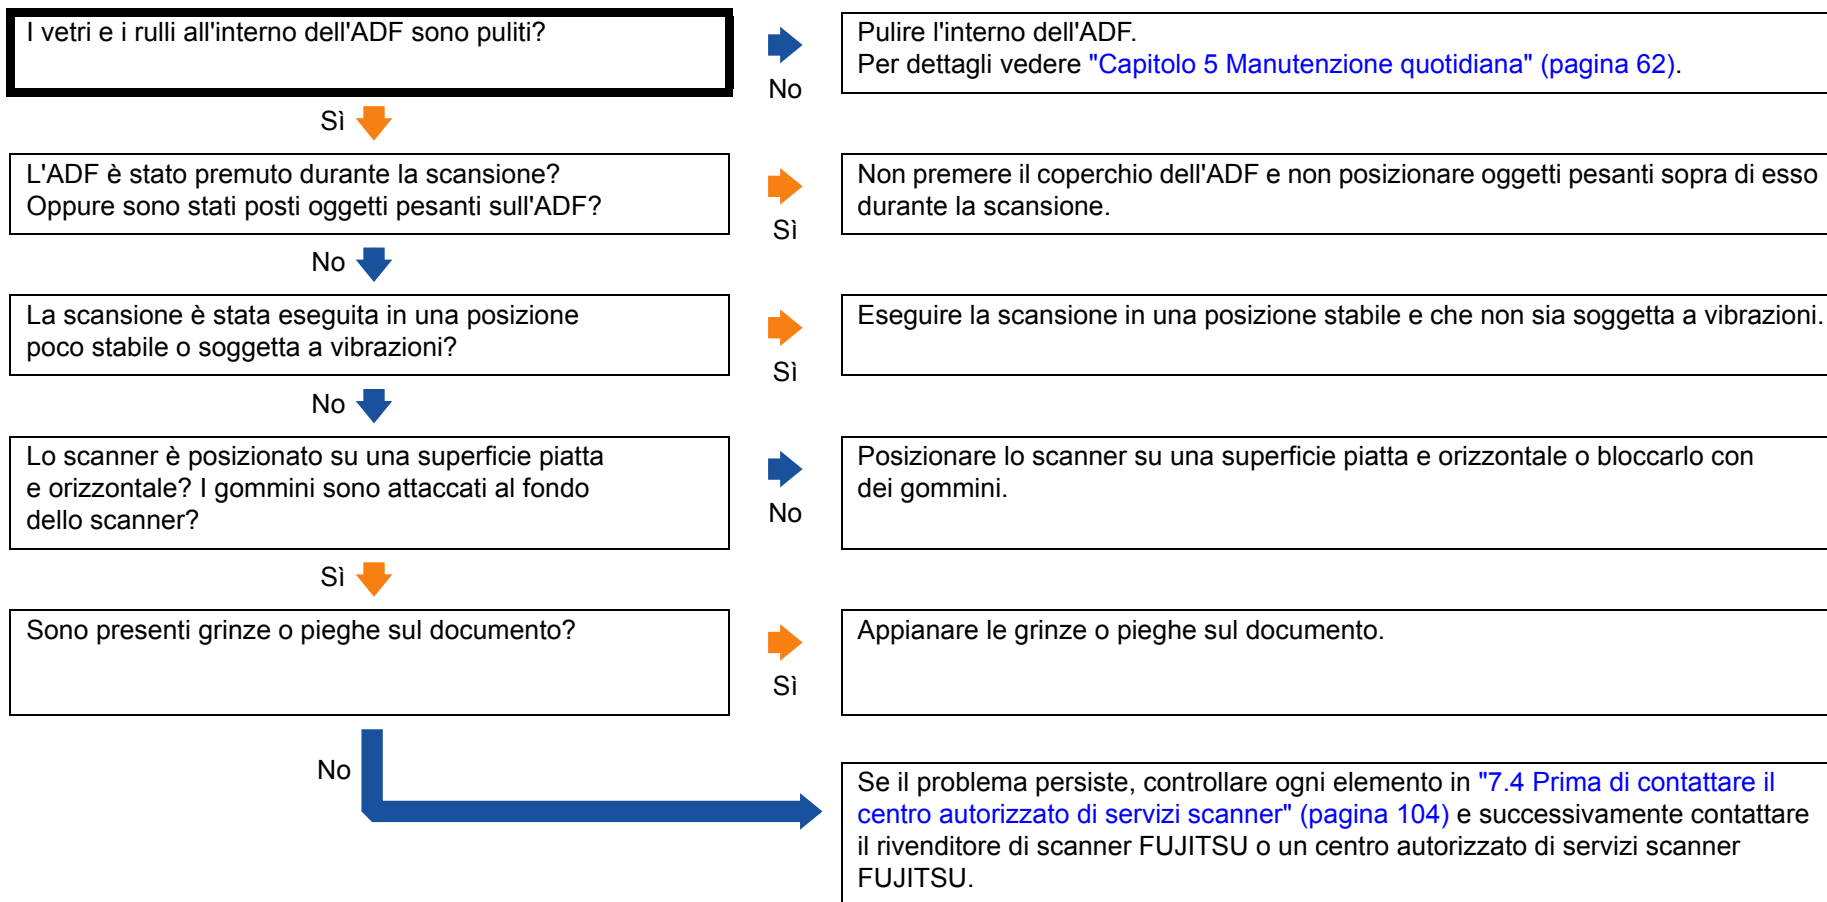 I vetri e i rulli all'interno dell'ADF sono puliti?
No
Pulire l'interno dell'ADF.
Per dettagli vedere "Capitolo 5 Manutenzione quotidiana" (pagina 62).
Sì
L'ADF è stato premuto durante la scansione?
Oppure sono stati posti oggetti pesanti sull'ADF?
Sì
Non premere il coperchio dell'ADF e non posizionare oggetti pesanti sopra di esso
durante la scansione.
No
La scansione è stata eseguita in una posizione
poco stabile o soggetta a vibrazioni?
Sì
Eseguire la scansione in una posizione stabile e che non sia soggetta a vibrazioni.
No
Lo scanner è posizionato su una superficie piatta
e orizzontale? I gommini sono attaccati al fondo
dello scanner?
No
Posizionare lo scanner su una superficie piatta e orizzontale o bloccarlo con
dei gommini.
Sì
Sono presenti grinze o pieghe sul documento?
Sì
Appianare le grinze o pieghe sul documento.
No
Se il problema persiste, controllare ogni elemento in "7.4 Prima di contattare il
centro autorizzato di servizi scanner" (pagina 104) e successivamente contattare
il rivenditore di scanner FUJITSU o un centro autorizzato di servizi scanner
FUJITSU.